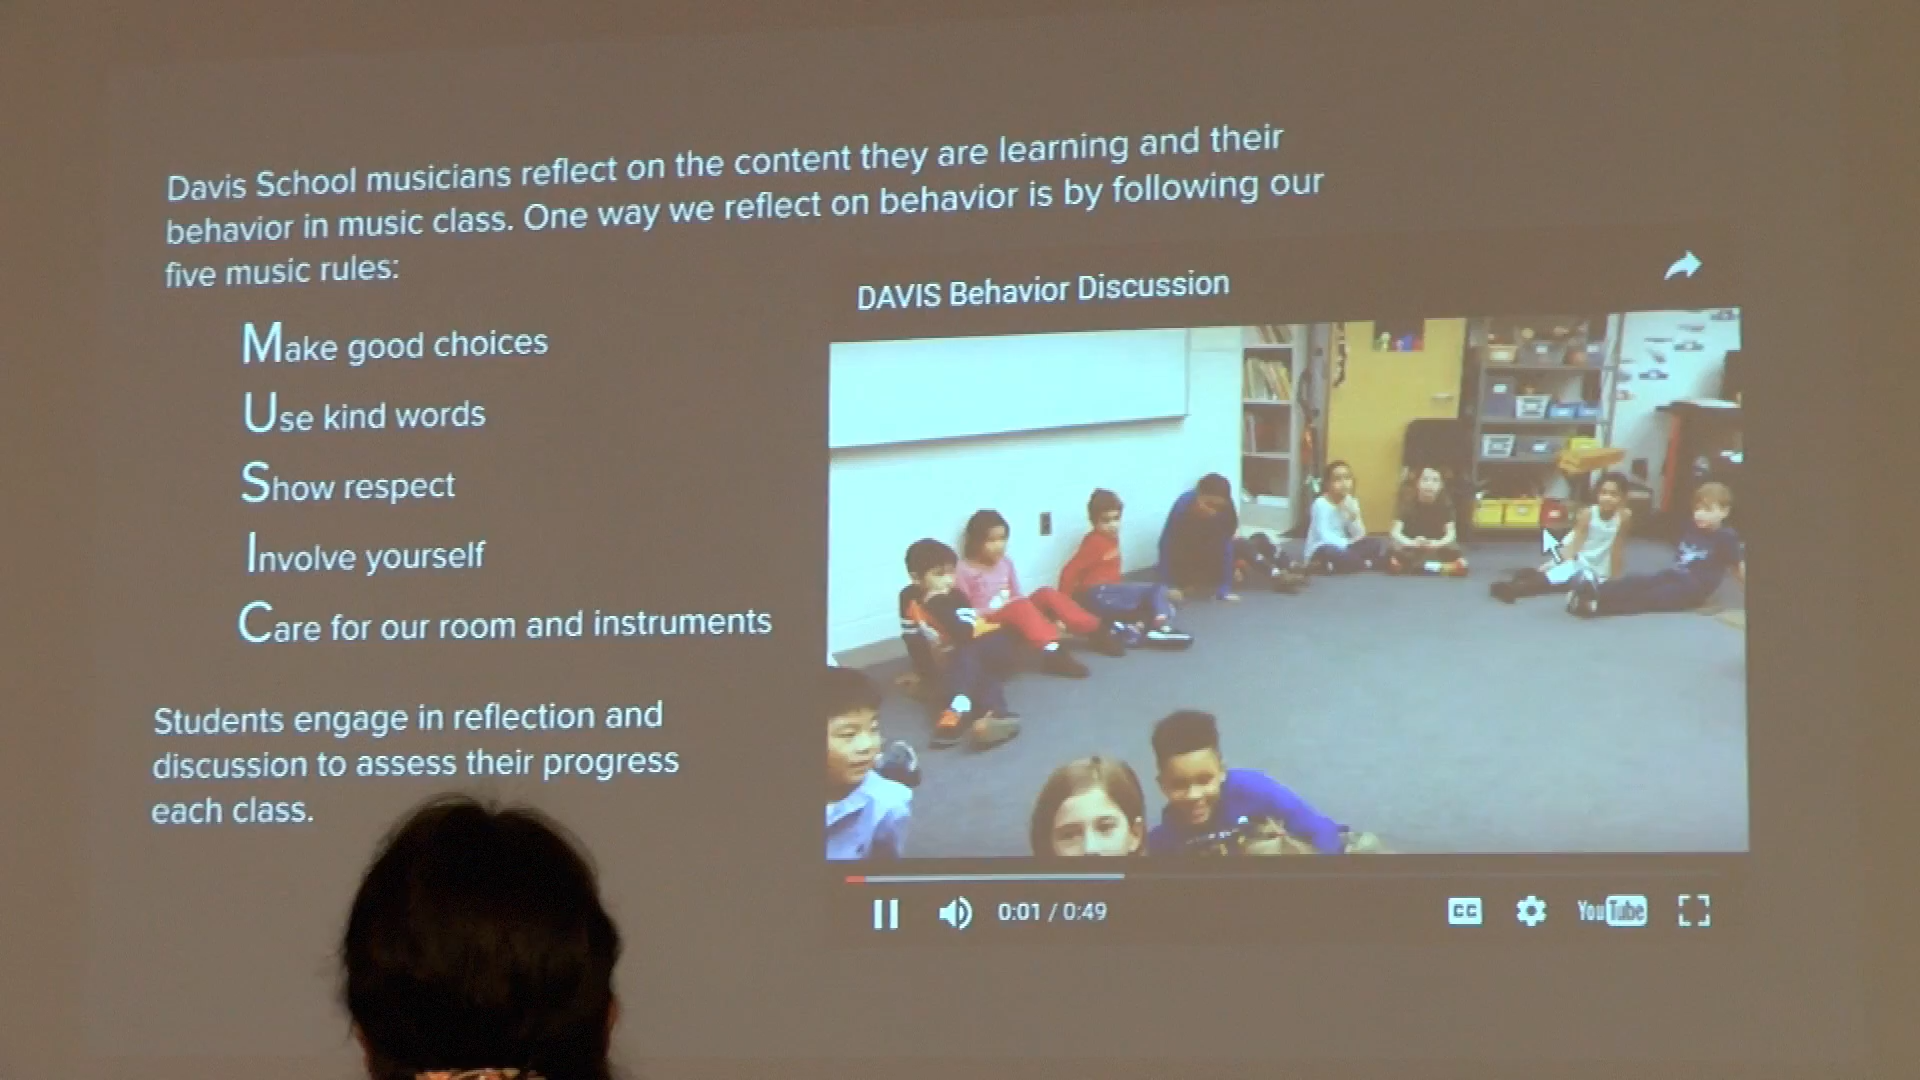 Davis School musicians reflect on the content they are learning and their
behavior in music class. One way we reflect on behavior is by following our
five music rules:
Make good choices
Use kind words
Show respect
Involve yourself
Care for our room and instruments
Students engage in reflection and
discussion to assess their progress
each class.
DAVIS Behavior Discussion
0:01 / 0:49
CC
YouTube